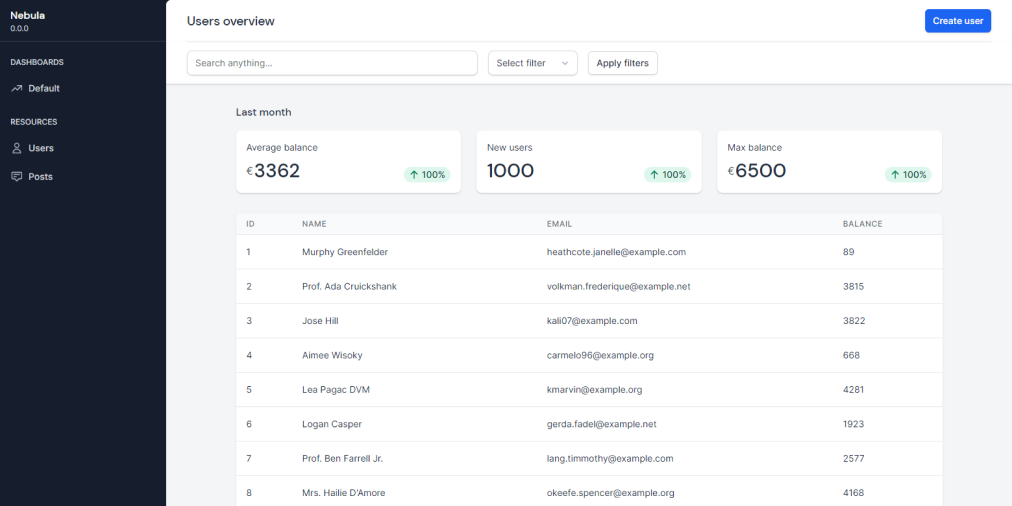 Nebula
0.0.0
DASHBOARDS
Default
RESOURCES
Users
Posts
Users overview
Create user
Search anything...
Select filter
Apply filters
Last month
Average balance
€3362
↑ 100%
New users
1000
↑ 100%
Max balance
€6500
↑ 100%
ID NAME EMAIL BALANCE
1 Murphy Greenfelder heathcote.janelle@example.com 89
2 Prof. Ada Cruickshank volkman.frederique@example.net 3815
3 Jose Hill kali07@example.com 3822
4 Aimee Wisoky carmelo96@example.org 668
5 Lea Pagac DVM kmarvin@example.org 4281
6 Logan Casper gerda.fadel@example.net 1923
7 Prof. Ben Farrell Jr. lang.timmothy@example.com 2577
8 Mrs. Hailie D'Amore okeefe.spencer@example.org 4168